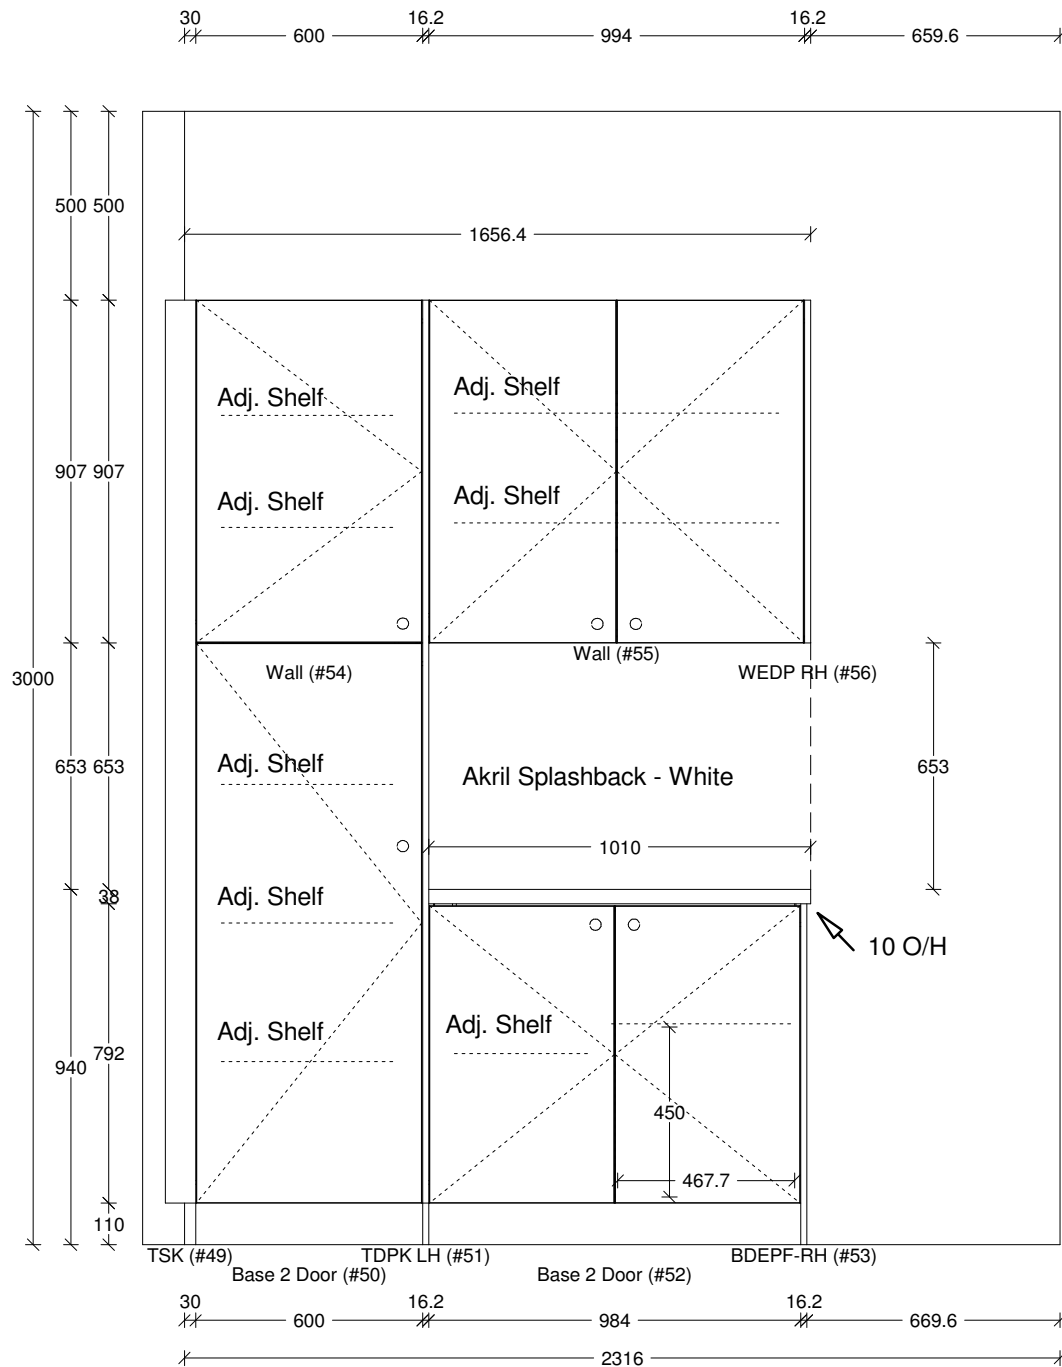 30 16.2 16.2
600 994 659.6
500 500
1656.4
Adj. Shelf Adj. Shelf
907 907
Adj. Shelf Adj. Shelf
Wall (#55)
Wall (#54) WEDP RH (#56)
3000
653 653
Adj. Shelf
Akril Splashback - White
653
1010
38
Adj. Shelf
10 O/H
Adj. Shelf Adj. Shelf
792
940
450
467.7
110
TSK (#49) TDPK LH (#51) BDEPF-RH (#53)
Base 2 Door (#50) Base 2 Door (#52)
30 16.2 16.2
600 984 669.6
2316